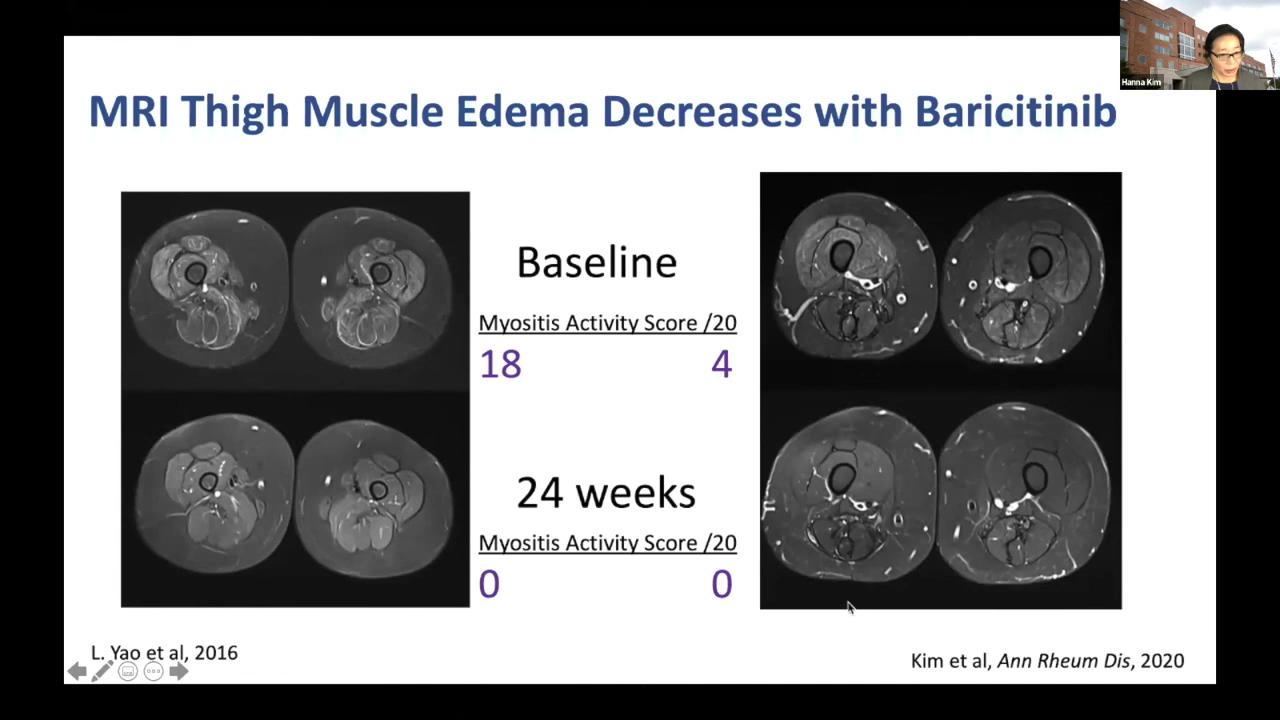 Hanna Kim
MRI Thigh Muscle Edema Decreases with Baricitinib
Baseline
Myositis Activity Score /20
18 4
24 weeks
Myositis Activity Score /20
0 0
L. Yao et al, 2016
Kim et al, Ann Rheum Dis, 2020